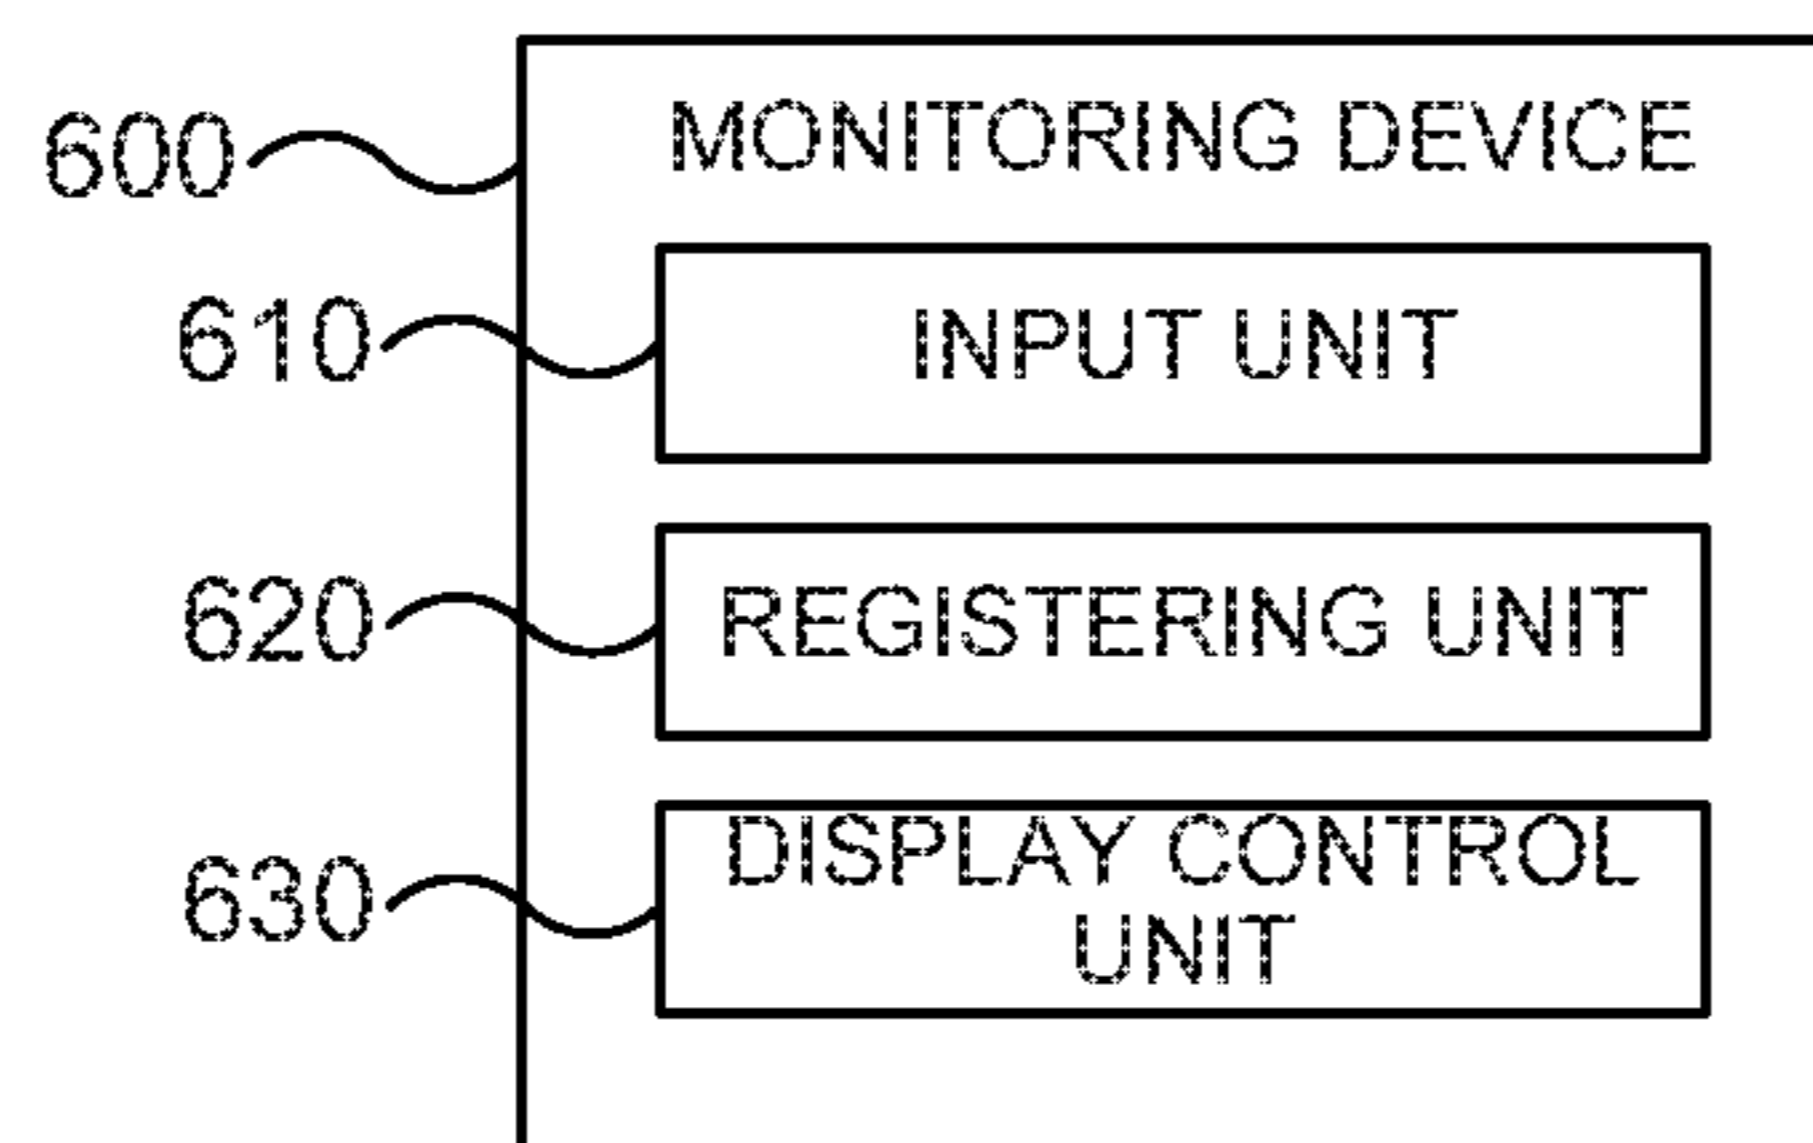 600 MONITORING DEVICE
610 INPUT UNIT
620 REGISTERING UNIT
630 DISPLAY CONTROL
UNIT